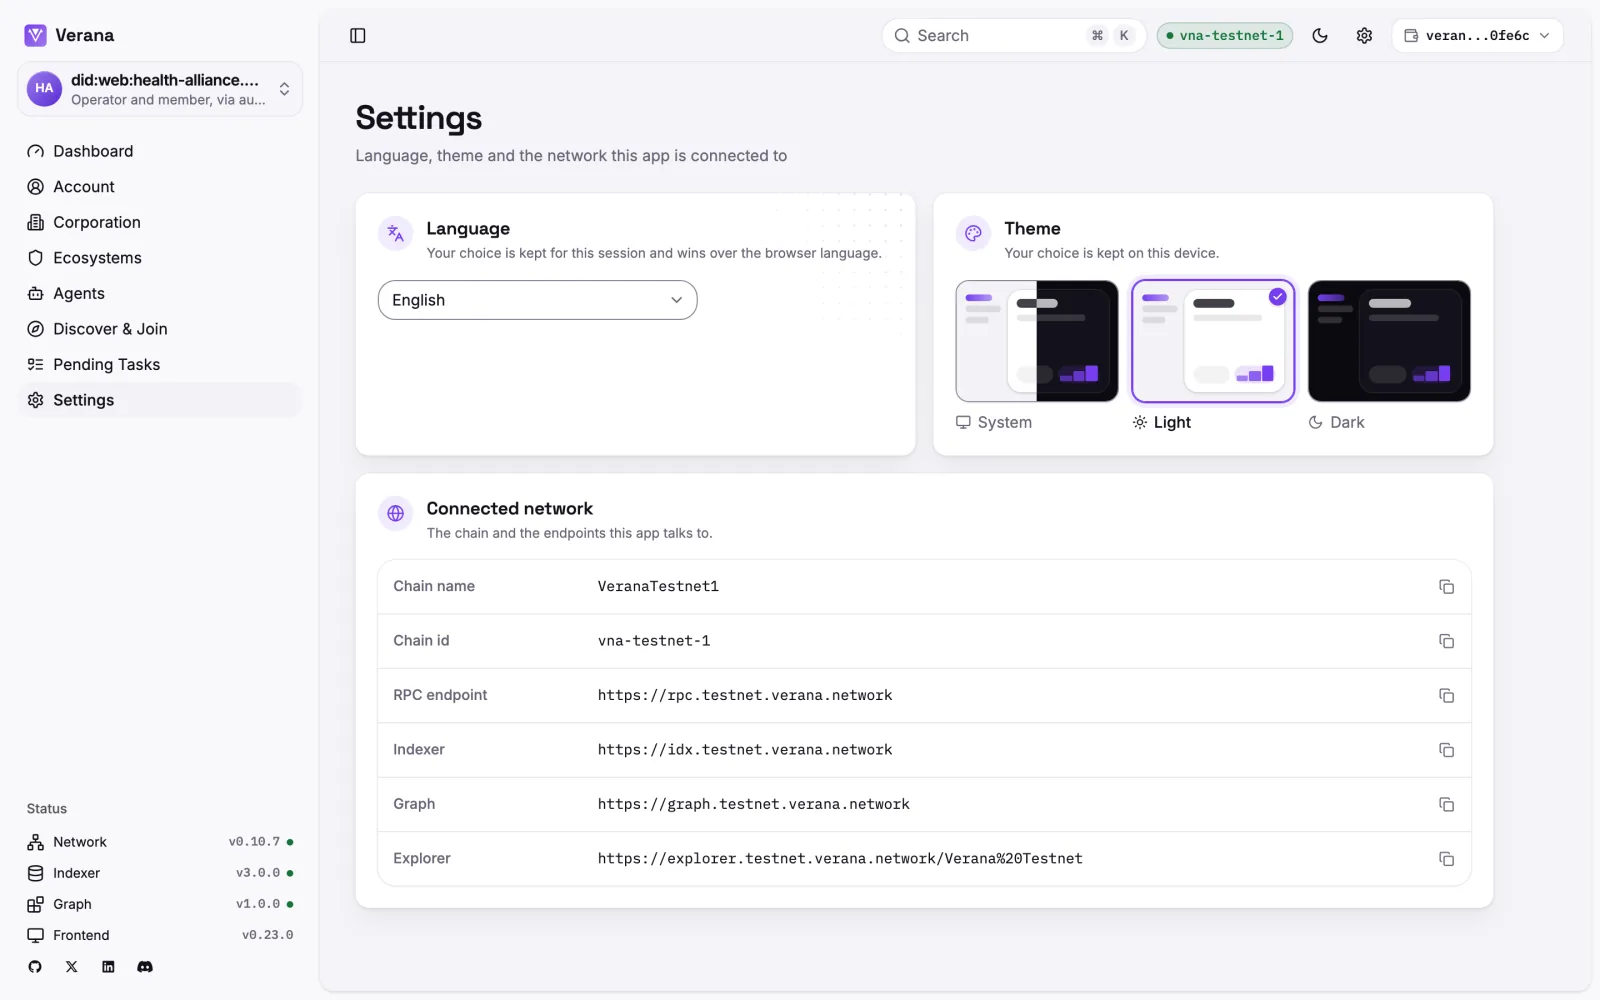 Verana
HA
did:web:health-alliance....
Operator and member, via au...
Dashboard
Account
Corporation
Ecosystems
Agents
Discover & Join
Pending Tasks
Settings
Status
Network v0.10.7
Indexer v3.0.0
Graph v1.0.0
Frontend v0.23.0
Search ⌘ K
vna-testnet-1
veran...0fe6c
Settings
Language, theme and the network this app is connected to
Language
Your choice is kept for this session and wins over the browser language.
English
Theme
Your choice is kept on this device.
System
Light
Dark
Connected network
The chain and the endpoints this app talks to.
Chain name VeranaTestnet1
Chain id vna-testnet-1
RPC endpoint https://rpc.testnet.verana.network
Indexer https://idx.testnet.verana.network
Graph https://graph.testnet.verana.network
Explorer https://explorer.testnet.verana.network/Verana%20Testnet